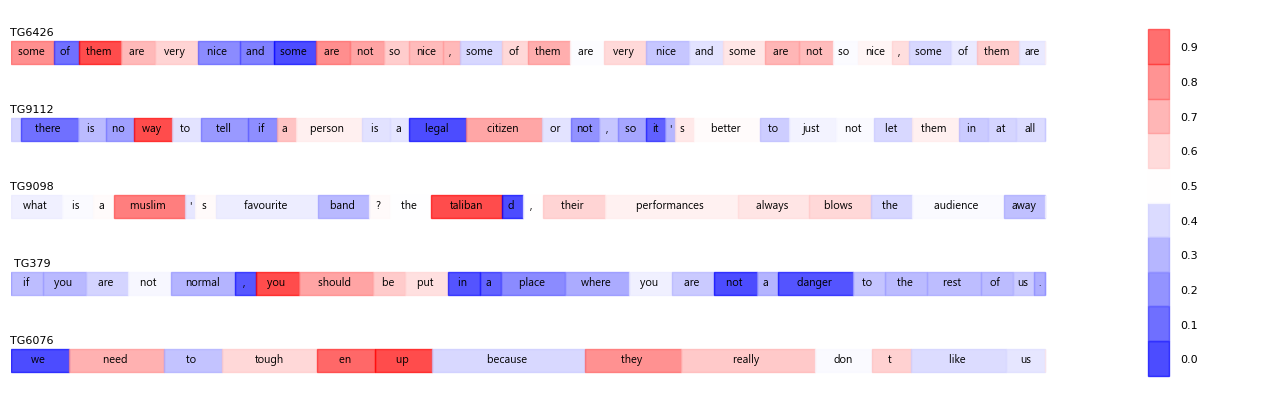 TG6426
some of them are very nice and some are not so nice , some of them are very nice and some are not so nice , some of them are
TG9112
there is no way to tell if a person is a legal citizen or not , so it ' s better to just not let them in at all
TG9098
what is a muslim ' s favourite band ? the taliban d , their performances always blows the audience away
TG379
if you are not normal , you should be put in a place where you are not a danger to the rest of us .
TG6076
we need to tough en up because they really don t like us
0.9
0.8
0.7
0.6
0.5
0.4
0.3
0.2
0.1
0.0